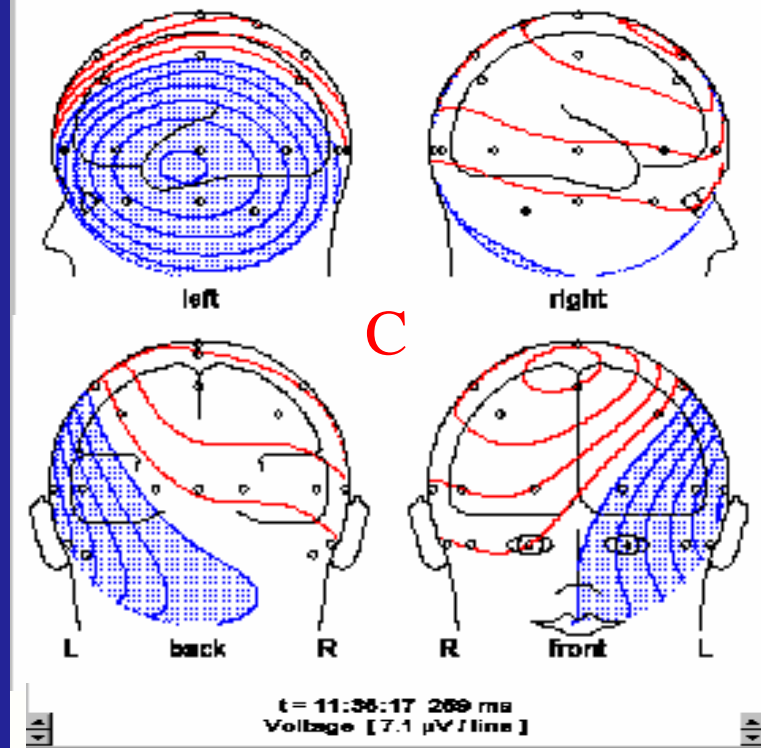 left right
C
L back R R front L
t = 11:36:17 269 ms
Voltage [ 7.1 µV / line ]